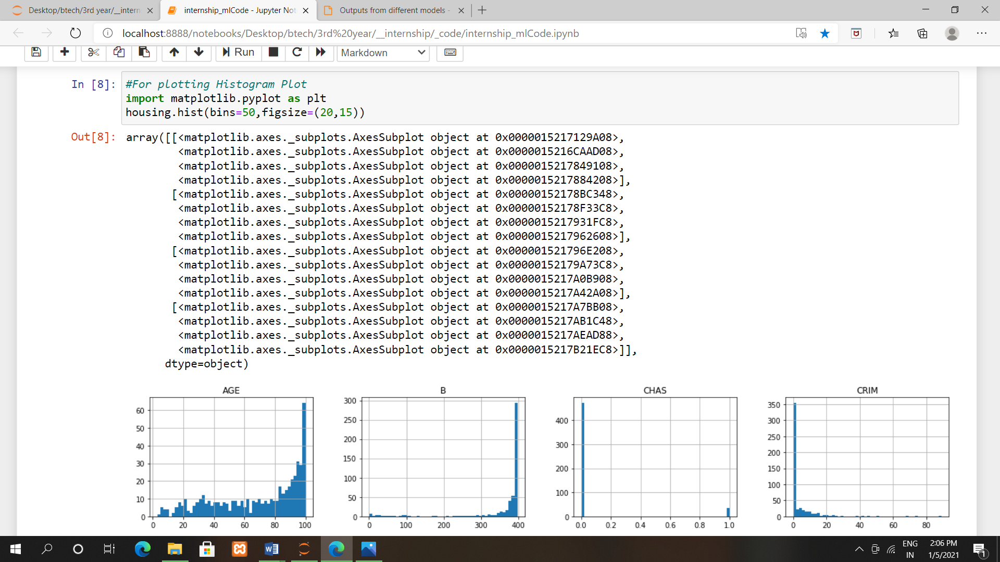 Desktop/btech/3rd year/__intern
internship_mlCode - Jupyter Not
Outputs from different models -
localhost:8888/notebooks/Desktop/btech/3rd%20year/__internship/_code/internship_mlCode.ipynb
Run
Markdown
In [8]:
#For plotting Histogram Plot
import matplotlib.pyplot as plt
housing.hist(bins=50,figsize=(20,15))
Out[8]:
array([[<matplotlib.axes._subplots.AxesSubplot object at 0x0000015217129A08>,
<matplotlib.axes._subplots.AxesSubplot object at 0x0000015216CAAD08>,
<matplotlib.axes._subplots.AxesSubplot object at 0x0000015217849108>,
<matplotlib.axes._subplots.AxesSubplot object at 0x0000015217884208>],
[<matplotlib.axes._subplots.AxesSubplot object at 0x00000152178BC348>,
<matplotlib.axes._subplots.AxesSubplot object at 0x00000152178F33C8>,
<matplotlib.axes._subplots.AxesSubplot object at 0x0000015217931FC8>,
<matplotlib.axes._subplots.AxesSubplot object at 0x0000015217962608>],
[<matplotlib.axes._subplots.AxesSubplot object at 0x000001521796E208>,
<matplotlib.axes._subplots.AxesSubplot object at 0x00000152179A73C8>,
<matplotlib.axes._subplots.AxesSubplot object at 0x0000015217A0B908>,
<matplotlib.axes._subplots.AxesSubplot object at 0x0000015217A42A08>],
[<matplotlib.axes._subplots.AxesSubplot object at 0x0000015217A7BB08>,
<matplotlib.axes._subplots.AxesSubplot object at 0x0000015217AB1C48>,
<matplotlib.axes._subplots.AxesSubplot object at 0x0000015217AEAD88>,
<matplotlib.axes._subplots.AxesSubplot object at 0x0000015217B21EC8>]],
dtype=object)
AGE
60
50
40
30
20
10
0
0 20 40 60 80 100
B
300
250
200
150
100
50
0
0 100 200 300 400
CHAS
400
300
200
100
0
0.0 0.2 0.4 0.6 0.8 1.0
CRIM
350
300
250
200
150
100
50
0
0 20 40 60 80
ENG
IN
2:06 PM
1/5/2021
1